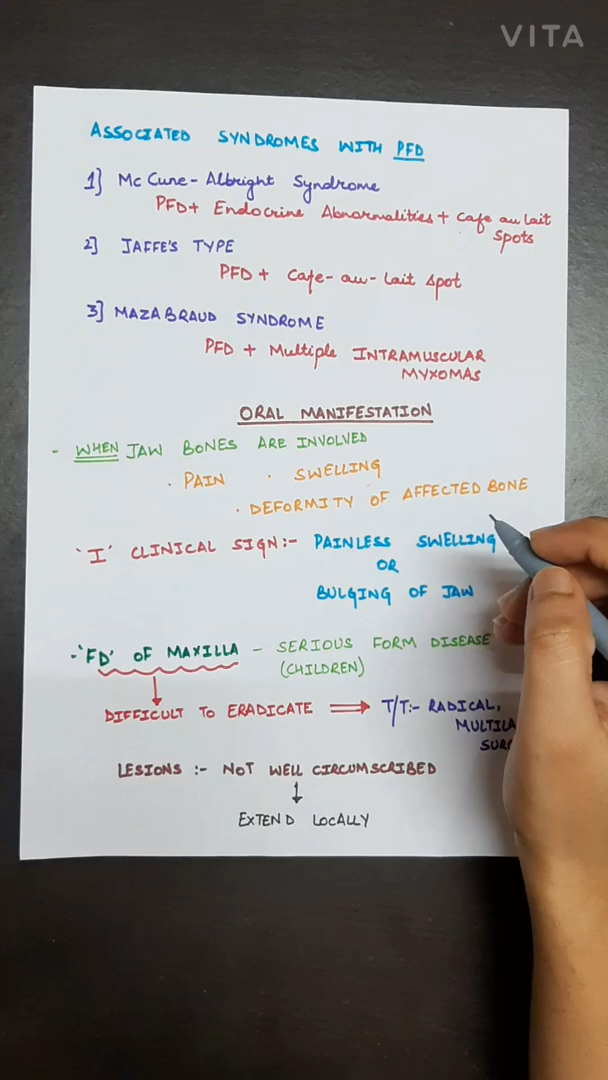 VITA
ASSOCIATED SYNDROMES WITH PFD
1] Mc Cune-Albright Syndrome
PFD + Endocrine Abnormalities + Cafe au lait
Spots
2] JAFFE'S TYPE
PFD + Cafe-au-lait spot
3] MAZABRAUD SYNDROME
PFD + Multiple INTRAMUSCULAR
MYXOMAS
ORAL MANIFESTATION
- WHEN JAW BONES ARE INVOLVED
· PAIN · SWELLING
· DEFORMITY OF AFFECTED BONE
'I' CLINICAL SIGN:- PAINLESS SWELLING
OR
BULGING OF JAW
- 'FD' OF MAXILLA - SERIOUS FORM DISEASE
(CHILDREN)
↓
DIFFICULT TO ERADICATE ⇒ T/T:- RADICAL,
LESIONS :- NOT WELL CIRCUMSCRIBED
↓
EXTEND LOCALLY